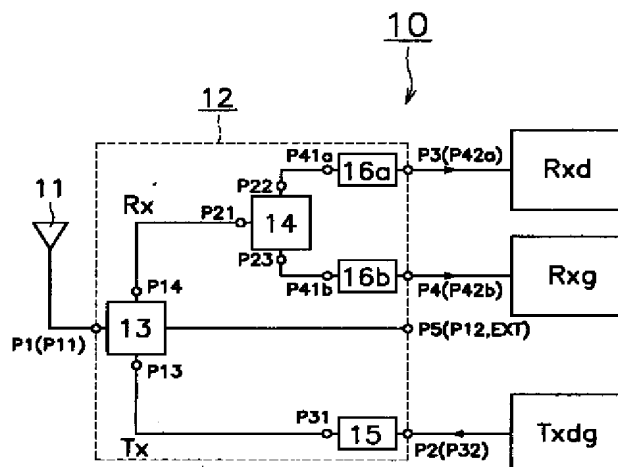 10
12
11
P41a
16a
P3(P42a)
Rxd
P22
Rx
P21
14
P23
P41b
16b
P4(P42b)
Rxg
P14
13
P1(P11)
P5(P12,EXT)
P13
P31
15
Tx
P2(P32)
Txdg